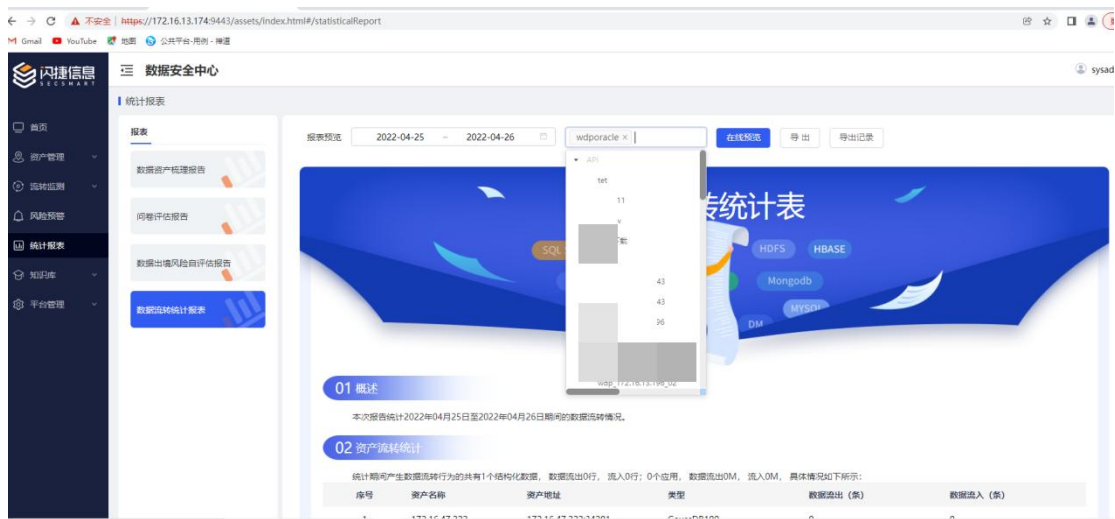 不安全 | https://172.16.13.174:9443/assets/index.html#/statisticalReport
Gmail YouTube 地图 公共平台-用例 - 禅道
闪捷信息
SECSMART
数据安全中心
sysad
统计报表
首页
资产管理
流转监测
风险预警
统计报表
知识库
平台管理
报表
数据资产梳理报告
问卷评估报告
数据出境风险自评估报告
数据流转统计报表
报表预览 2022-04-25 ~ 2022-04-26 wdporacle × 在线预览 导出 导出记录
API
tet
11
下载
43
43
96
wdp_172.16.13.196_02
转统计表
SQL
HDFS
HBASE
Mongodb
MYSQL
DM
01 概述
本次报告统计2022年04月25日至2022年04月26日期间的数据流转情况。
02 资产流转统计
统计期间产生数据流转行为的共有1个结构化数据， 数据流出0行， 流入0行；0个应用， 数据流出0M， 流入0M， 具体情况如下所示：
序号 资产名称 资产地址 类型 数据流出（条） 数据流入（条）